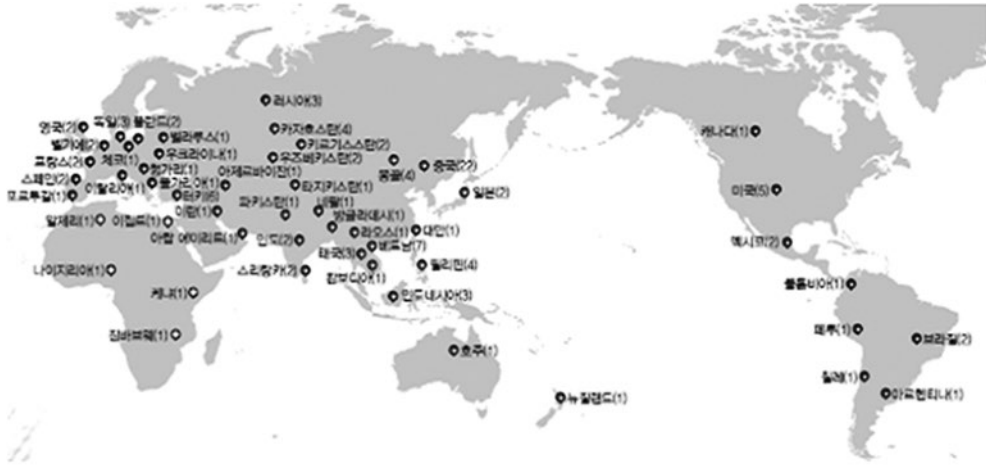 러시아(3)
영국(2)
독일(3)
폴란드(2)
벨라루스(1)
카자흐스탄(4)
벨기에(2)
키르기스스탄(2)
체코(1)
우크라이나(1)
우즈베키스탄(2)
프랑스(2)
헝가리(1)
아제르바이잔(1)
몽골(4)
중국(22)
스페인(2)
이탈리아(1)
불가리아(1)
타지키스탄(1)
일본(2)
포르투갈(1)
터키(6)
이란(1)
파키스탄(1)
네팔(1)
방글라데시(1)
알제리(1)
이집트(1)
아랍 에미리트(1)
인도(2)
라오스(1)
대만(1)
태국(3)
베트남(7)
나이지리아(1)
스리랑카(2)
캄보디아(1)
필리핀(4)
케냐(1)
인도네시아(3)
짐바브웨(1)
호주(1)
뉴질랜드(1)
캐나다(1)
미국(5)
멕시코(2)
콜롬비아(1)
페루(1)
브라질(2)
칠레(1)
아르헨티나(1)